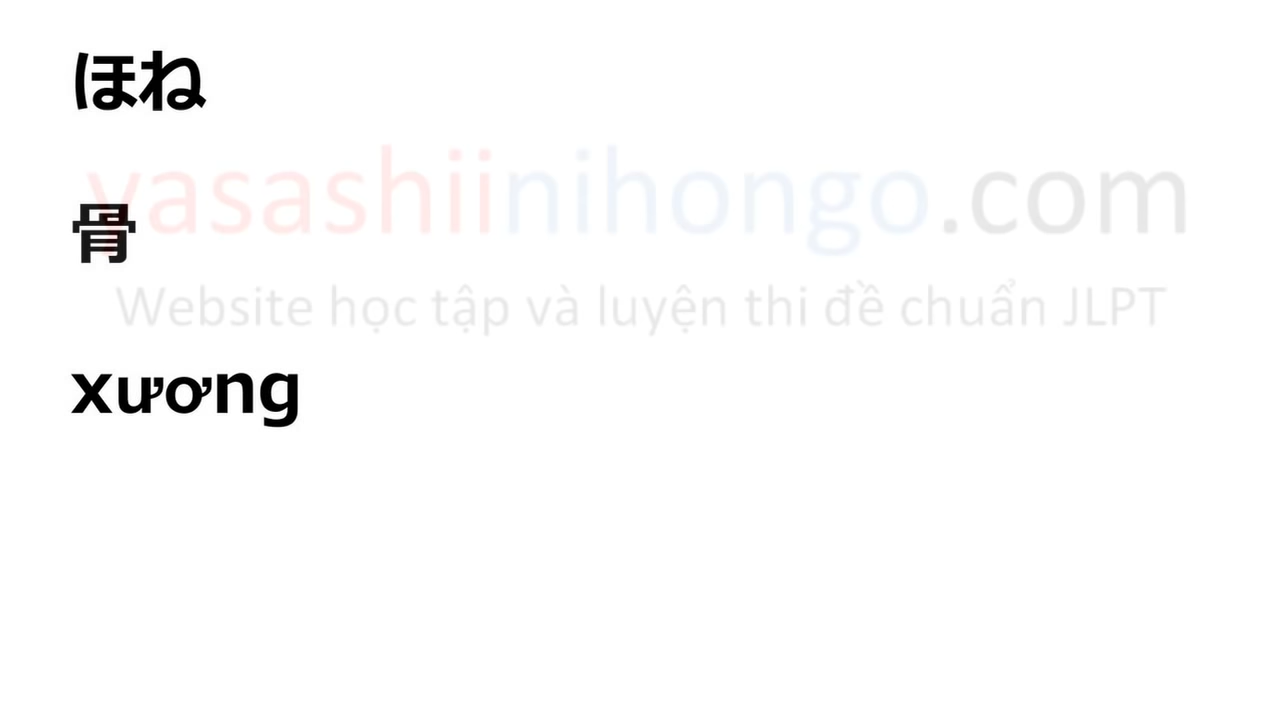 ほね
yasashiinihongo.com
骨
Website học tập và luyện thi đề chuẩn JLPT
xương